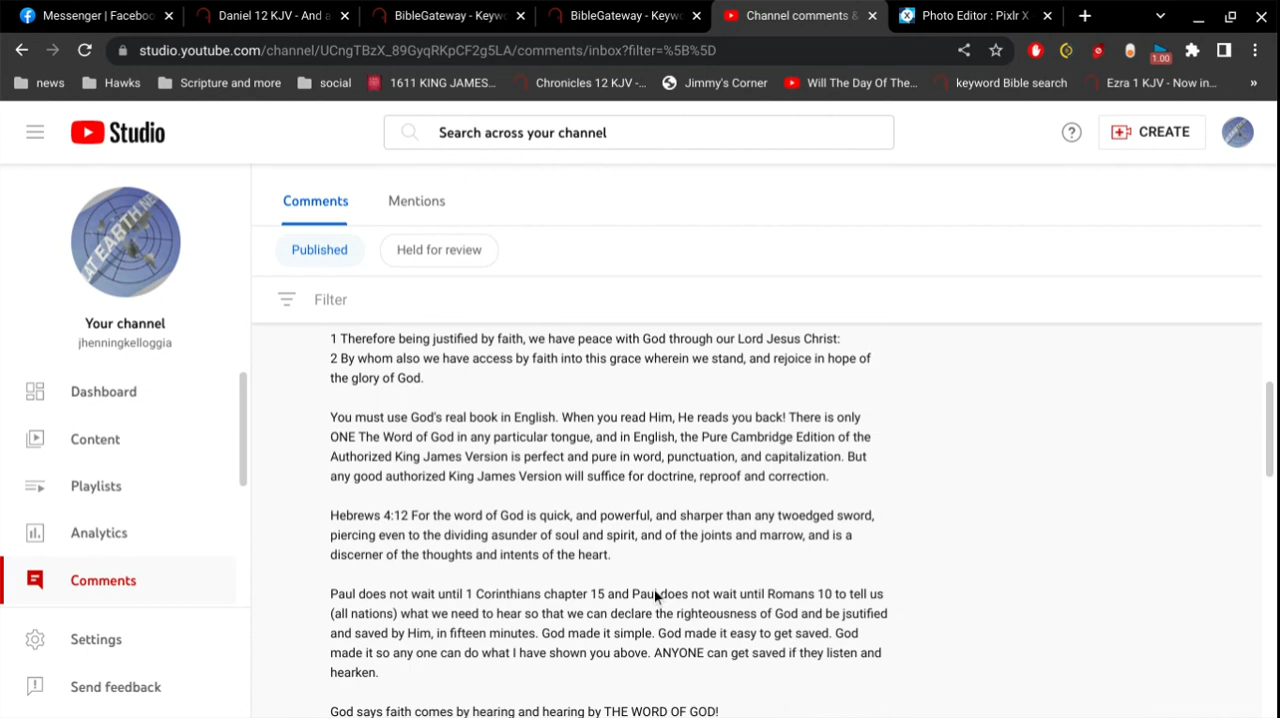 Messenger | Faceboo
Daniel 12 KJV - And a
BibleGateway - Keywo
BibleGateway - Keywo
Channel comments &
Photo Editor : Pixlr X
studio.youtube.com/channel/UCngTBzX_89GyqRKpCF2g5LA/comments/inbox?filter=%5B%5D
1.00
news
Hawks
Scripture and more
social
1611 KING JAMES...
Chronicles 12 KJV -...
Jimmy's Corner
Will The Day Of The...
keyword Bible search
Ezra 1 KJV - Now in...
»
Studio
Search across your channel
CREATE
AT EARTH NE
Your channel
jhenningkelloggia
Dashboard
Content
Playlists
Analytics
Comments
Settings
Send feedback
Comments
Mentions
Published
Held for review
Filter
1 Therefore being justified by faith, we have peace with God through our Lord Jesus Christ:
2 By whom also we have access by faith into this grace wherein we stand, and rejoice in hope of
the glory of God.
You must use God's real book in English. When you read Him, He reads you back! There is only
ONE The Word of God in any particular tongue, and in English, the Pure Cambridge Edition of the
Authorized King James Version is perfect and pure in word, punctuation, and capitalization. But
any good authorized King James Version will suffice for doctrine, reproof and correction.
Hebrews 4:12 For the word of God is quick, and powerful, and sharper than any twoedged sword,
piercing even to the dividing asunder of soul and spirit, and of the joints and marrow, and is a
discerner of the thoughts and intents of the heart.
Paul does not wait until 1 Corinthians chapter 15 and Paul does not wait until Romans 10 to tell us
(all nations) what we need to hear so that we can declare the righteousness of God and be jsutified
and saved by Him, in fifteen minutes. God made it simple. God made it easy to get saved. God
made it so any one can do what I have shown you above. ANYONE can get saved if they listen and
hearken.
God says faith comes by hearing and hearing by THE WORD OF GOD!